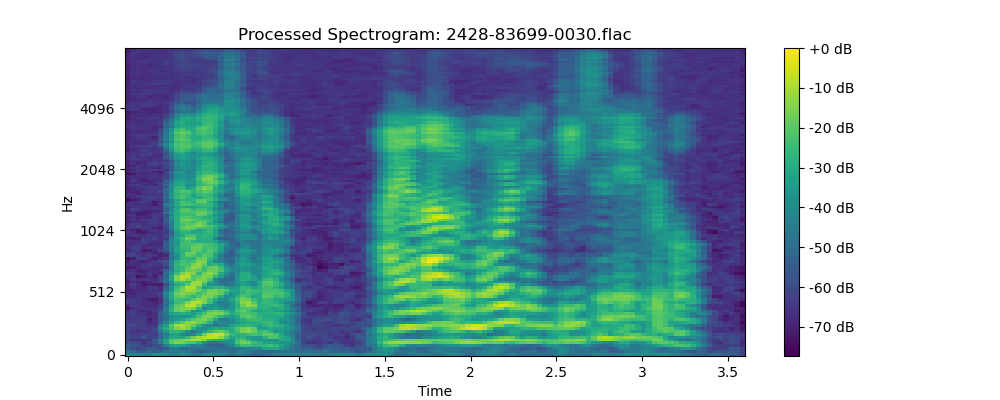 Processed Spectrogram: 2428-83699-0030.flac
+0 dB
-10 dB
-20 dB
-30 dB
-40 dB
-50 dB
-60 dB
-70 dB
Hz
4096
2048
1024
512
0
0 0.5 1 1.5 2 2.5 3 3.5
Time